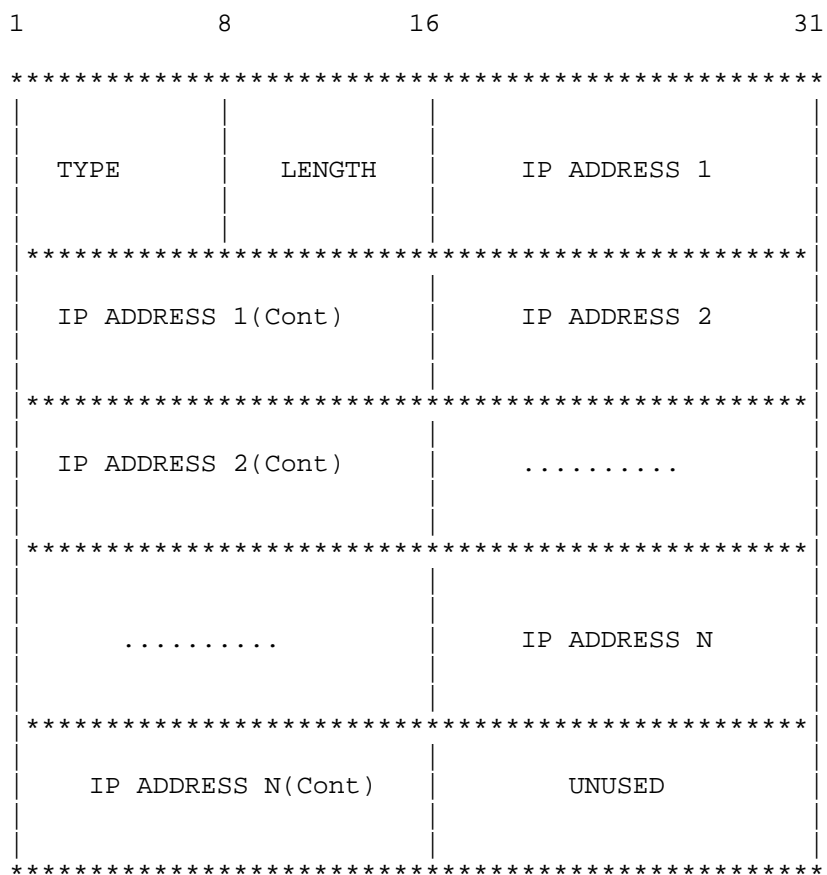 1 8 16 31
**************************************************
TYPE LENGTH IP ADDRESS 1
************************************************
IP ADDRESS 1(Cont) IP ADDRESS 2
************************************************
IP ADDRESS 2(Cont) ..........
************************************************
.......... IP ADDRESS N
************************************************
IP ADDRESS N(Cont) UNUSED
**************************************************